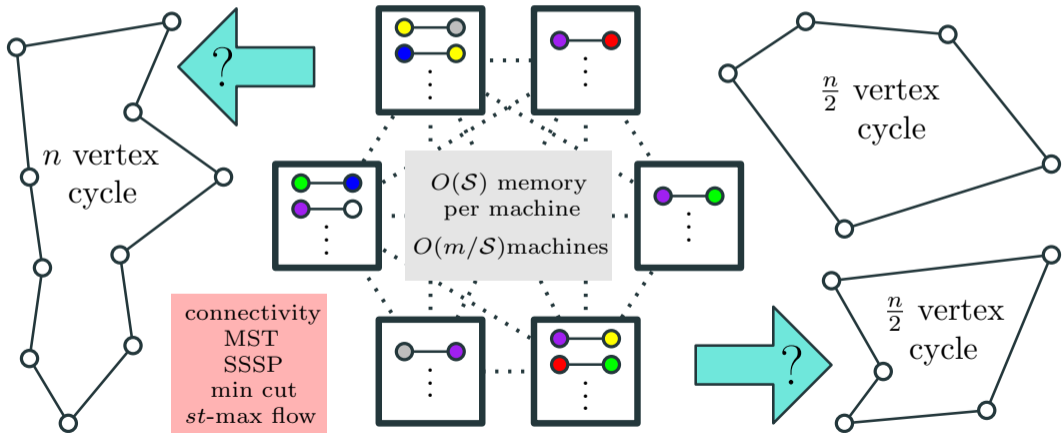 ?
n vertex
cycle
⋮
⋮
⋮
⋮
⋮
⋮
O(𝒮) memory
per machine
O(m/𝒮)machines
n/2 vertex
cycle
connectivity
MST
SSSP
min cut
st-max flow
?
n/2 vertex
cycle